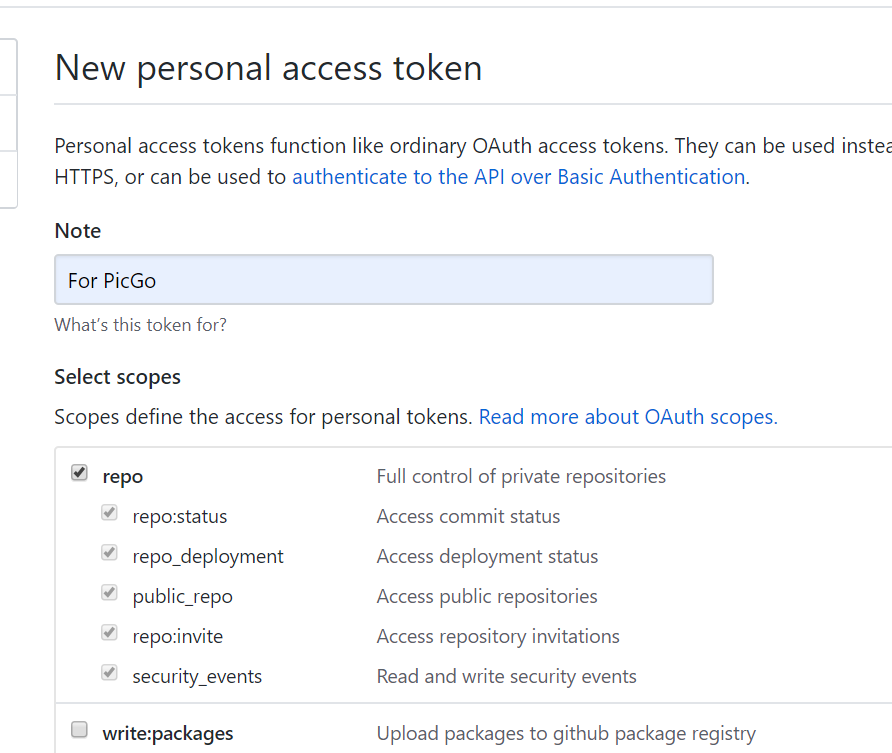 New personal access token
Personal access tokens function like ordinary OAuth access tokens. They can be used
HTTPS, or can be used to authenticate to the API over Basic Authentication.
Note
For PicGo
What's this token for?
Select scopes
Scopes define the access for personal tokens. Read more about OAuth scopes.
repo Full control of private repositories
repo:status Access commit status
repo_deployment Access deployment status
public_repo Access public repositories
repo:invite Access repository invitations
security_events Read and write security events
write:packages Upload packages to github package registry